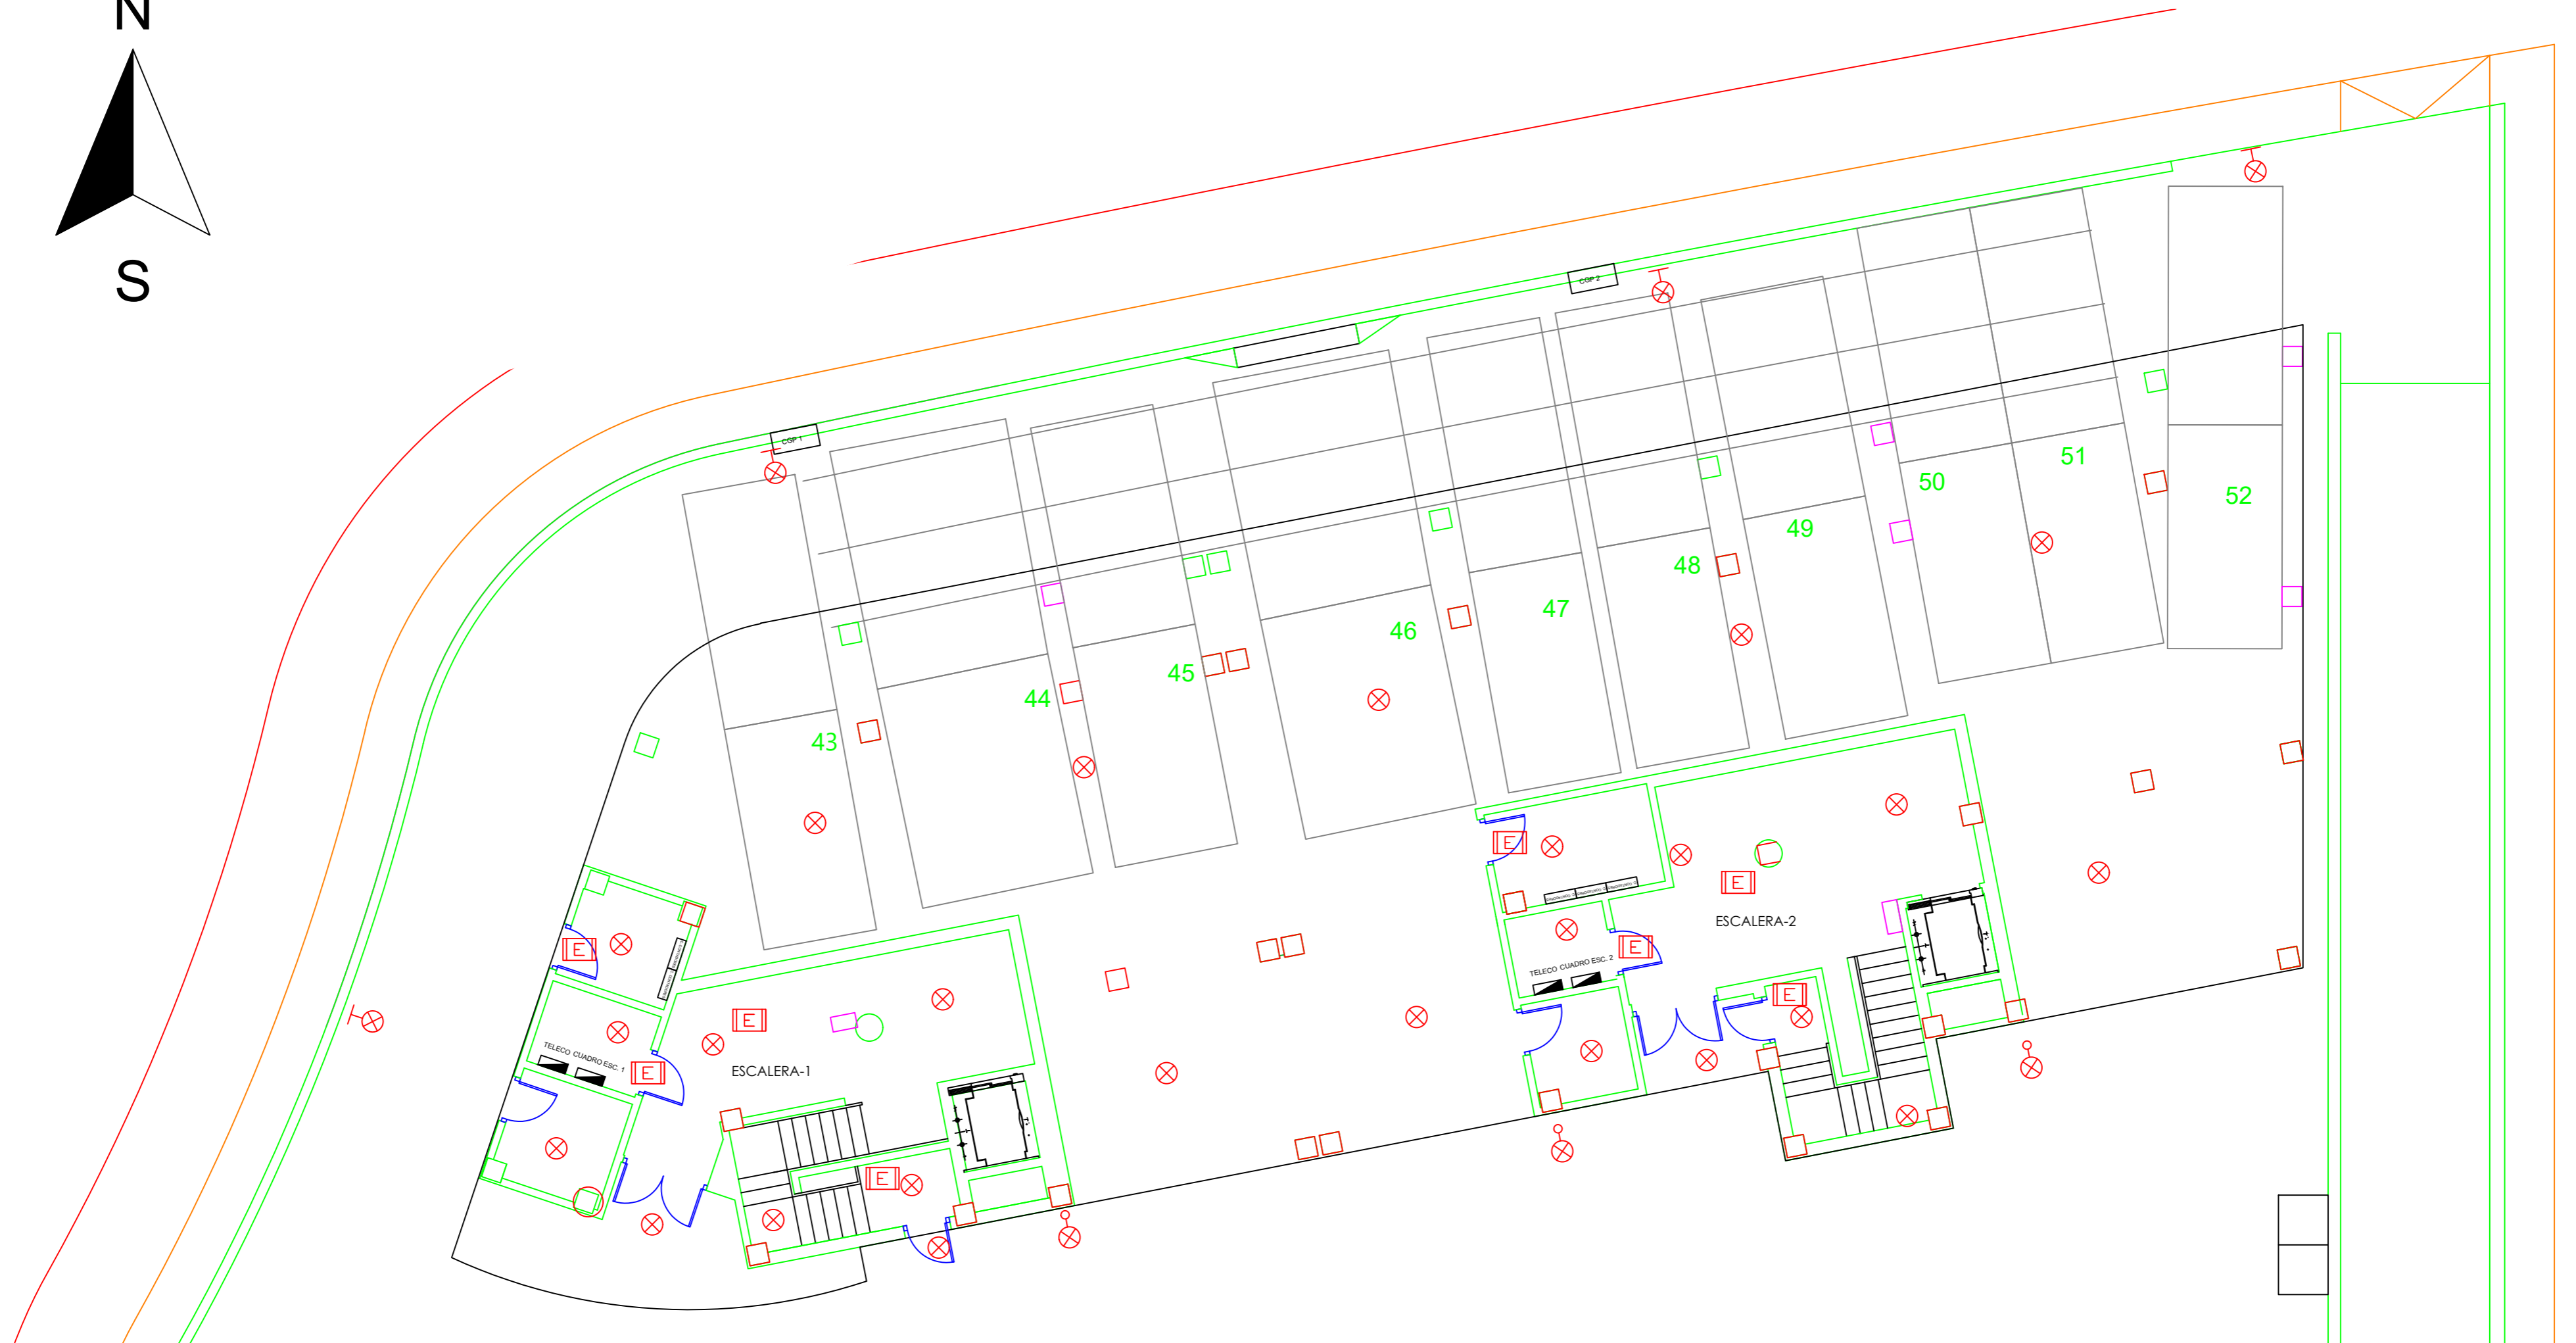 N
S
CGP 1
CGP 2
43
44
45
46
47
48
49
50
51
52
E
E
E
E
E
E
E
E
ESCALERA-1
ESCALERA-2
TELECO CUADRO ESC. 1
TELECO CUADRO ESC. 2